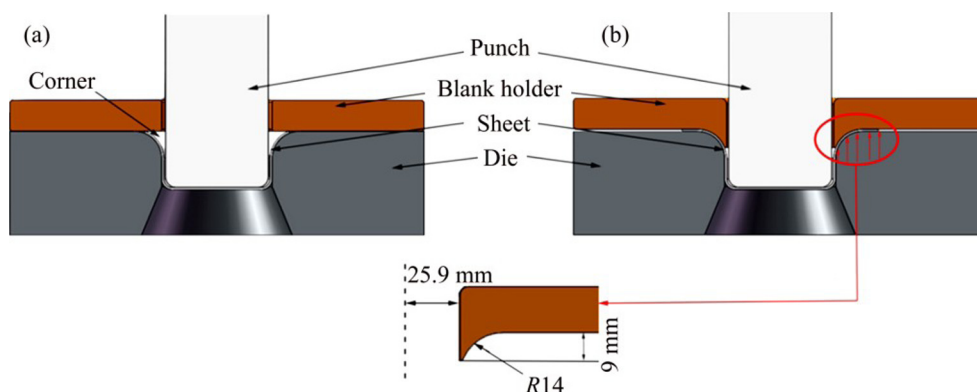 (a)
(b)
Punch
Corner
Blank holder
Sheet
Die
25.9 mm
9 mm
R14